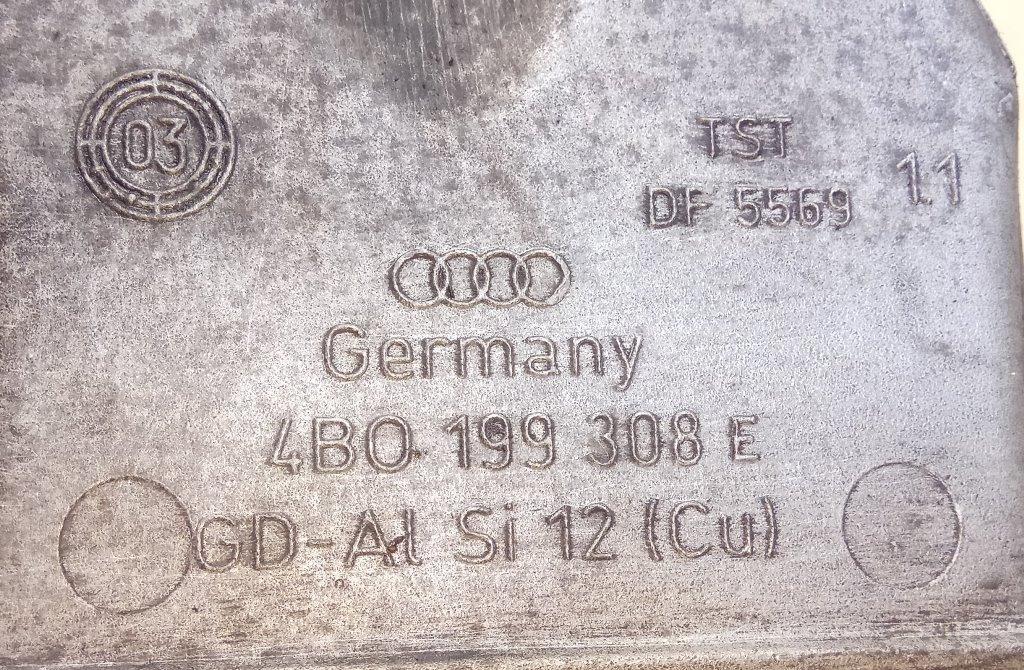 03
TST
DF 5569
1.1
Germany
4B0 199 308 E
GD-Al Si 12 (Cu)